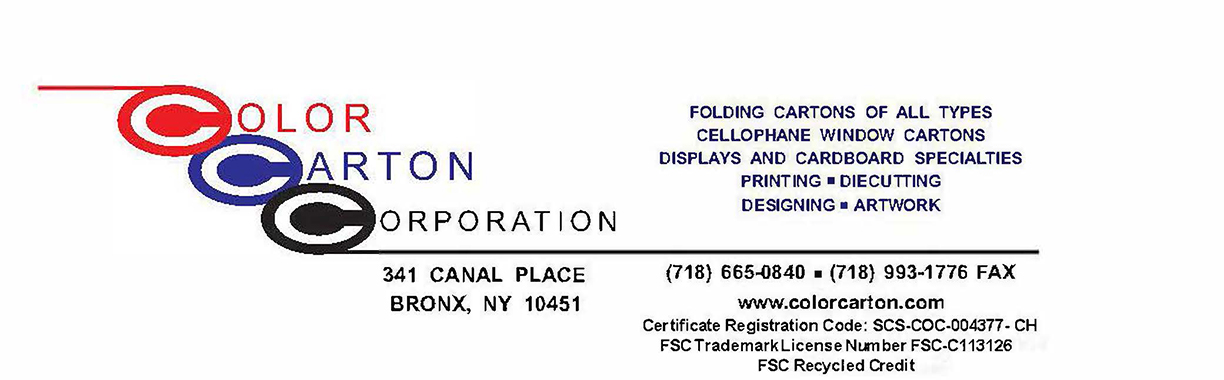 COLOR
CARTON
CORPORATION
FOLDING CARTONS OF ALL TYPES
CELLOPHANE WINDOW CARTONS
DISPLAYS AND CARDBOARD SPECIALTIES
PRINTING ▪ DIECUTTING
DESIGNING ▪ ARTWORK
341 CANAL PLACE
BRONX, NY 10451
(718) 665-0840 ▪ (718) 993-1776 FAX
www.colorcarton.com
Certificate Registration Code: SCS-COC-004377- CH
FSC Trademark License Number FSC-C113126
FSC Recycled Credit